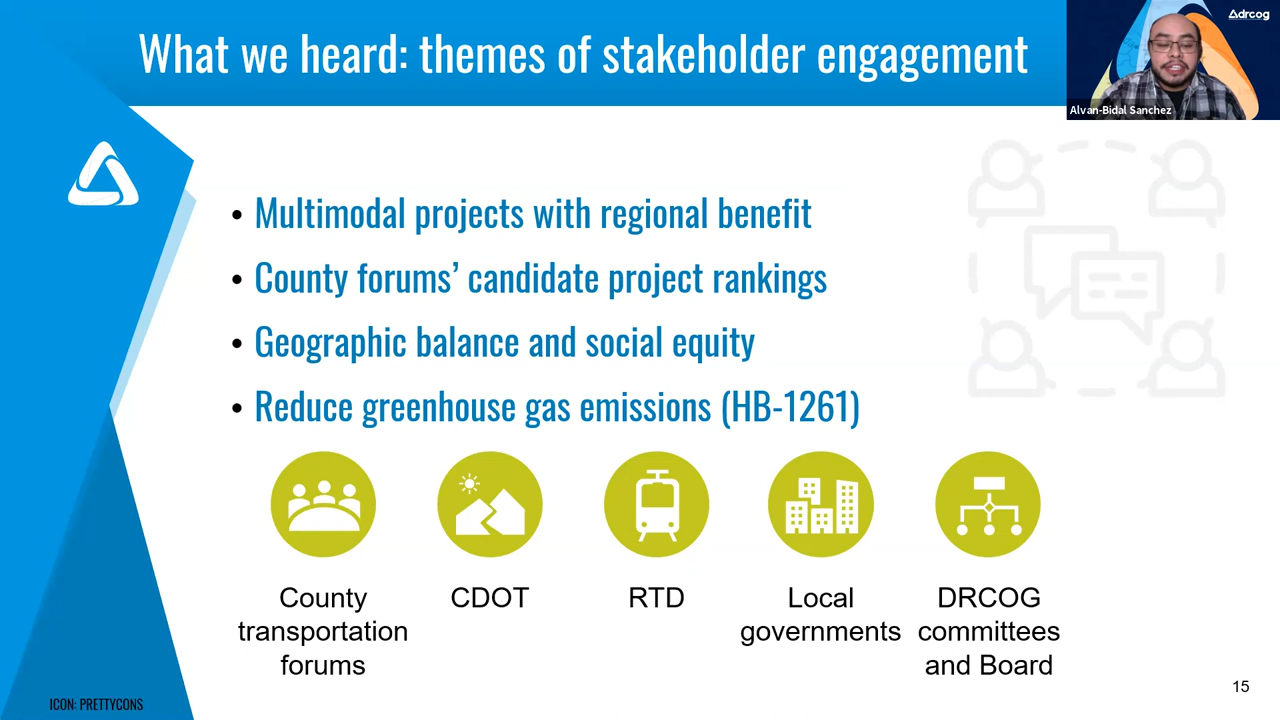 What we heard: themes of stakeholder engagement
drcog
Alvan-Bidal Sanchez
• Multimodal projects with regional benefit
• County forums’ candidate project rankings
• Geographic balance and social equity
• Reduce greenhouse gas emissions (HB-1261)
County
transportation
forums
CDOT
RTD
Local
governments
DRCOG
committees
and Board
15
ICON: PRETTYCONS